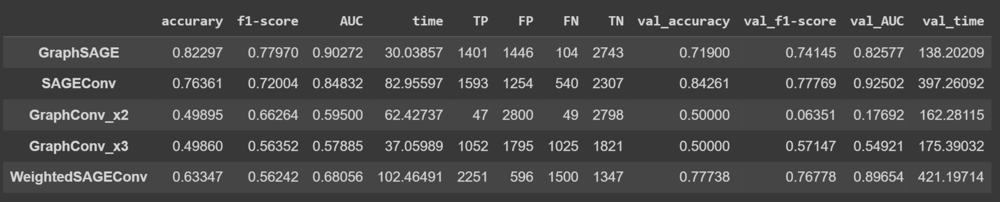 accurary f1-score AUC time TP FP FN TN val_accuracy val_f1-score val_AUC val_time
GraphSAGE 0.82297 0.77970 0.90272 30.03857 1401 1446 104 2743 0.71900 0.74145 0.82577 138.20209
SAGEConv 0.76361 0.72004 0.84832 82.95597 1593 1254 540 2307 0.84261 0.77769 0.92502 397.26092
GraphConv_x2 0.49895 0.66264 0.59500 62.42737 47 2800 49 2798 0.50000 0.06351 0.17692 162.28115
GraphConv_x3 0.49860 0.56352 0.57885 37.05989 1052 1795 1025 1821 0.50000 0.57147 0.54921 175.39032
WeightedSAGEConv 0.63347 0.56242 0.68056 102.46491 2251 596 1500 1347 0.77738 0.76778 0.89654 421.19714